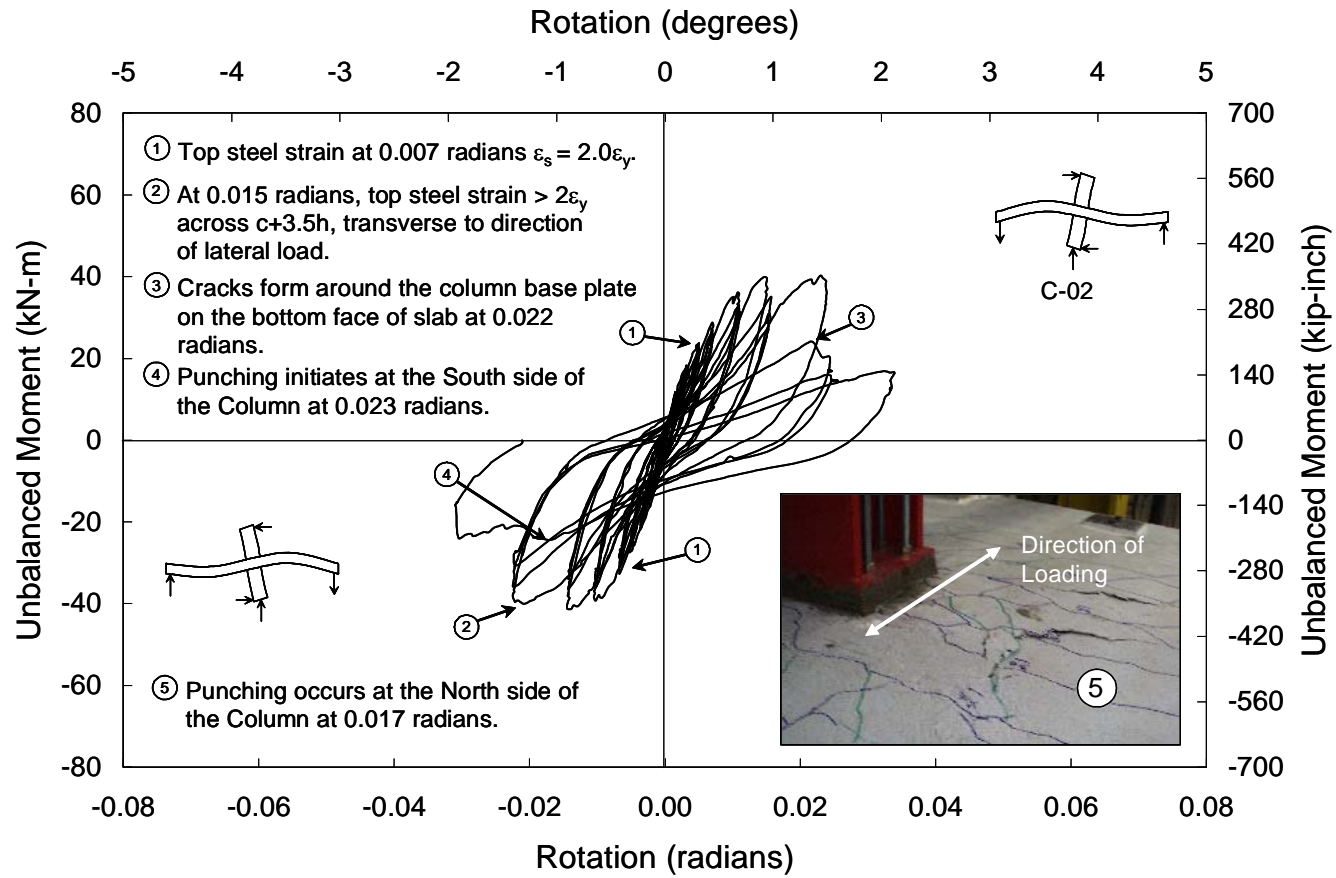 Rotation (degrees)
-5 -4 -3 -2 -1 0 1 2 3 4 5
80 60 40 20 0 -20 -40 -60 -80
Unbalanced Moment (kN-m)
① Top steel strain at 0.007 radians εs = 2.0εy.
② At 0.015 radians, top steel strain > 2εy
across c+3.5h, transverse to direction
of lateral load.
③ Cracks form around the column base plate
on the bottom face of slab at 0.022
radians.
④ Punching initiates at the South side of
the Column at 0.023 radians.
①
③
④
①
②
C-02
⑤ Punching occurs at the North side of
the Column at 0.017 radians.
Direction of
Loading
5
700 560 420 280 140 0 -140 -280 -420 -560 -700
Unbalanced Moment (kip-inch)
-0.08 -0.06 -0.04 -0.02 0.00 0.02 0.04 0.06 0.08
Rotation (radians)